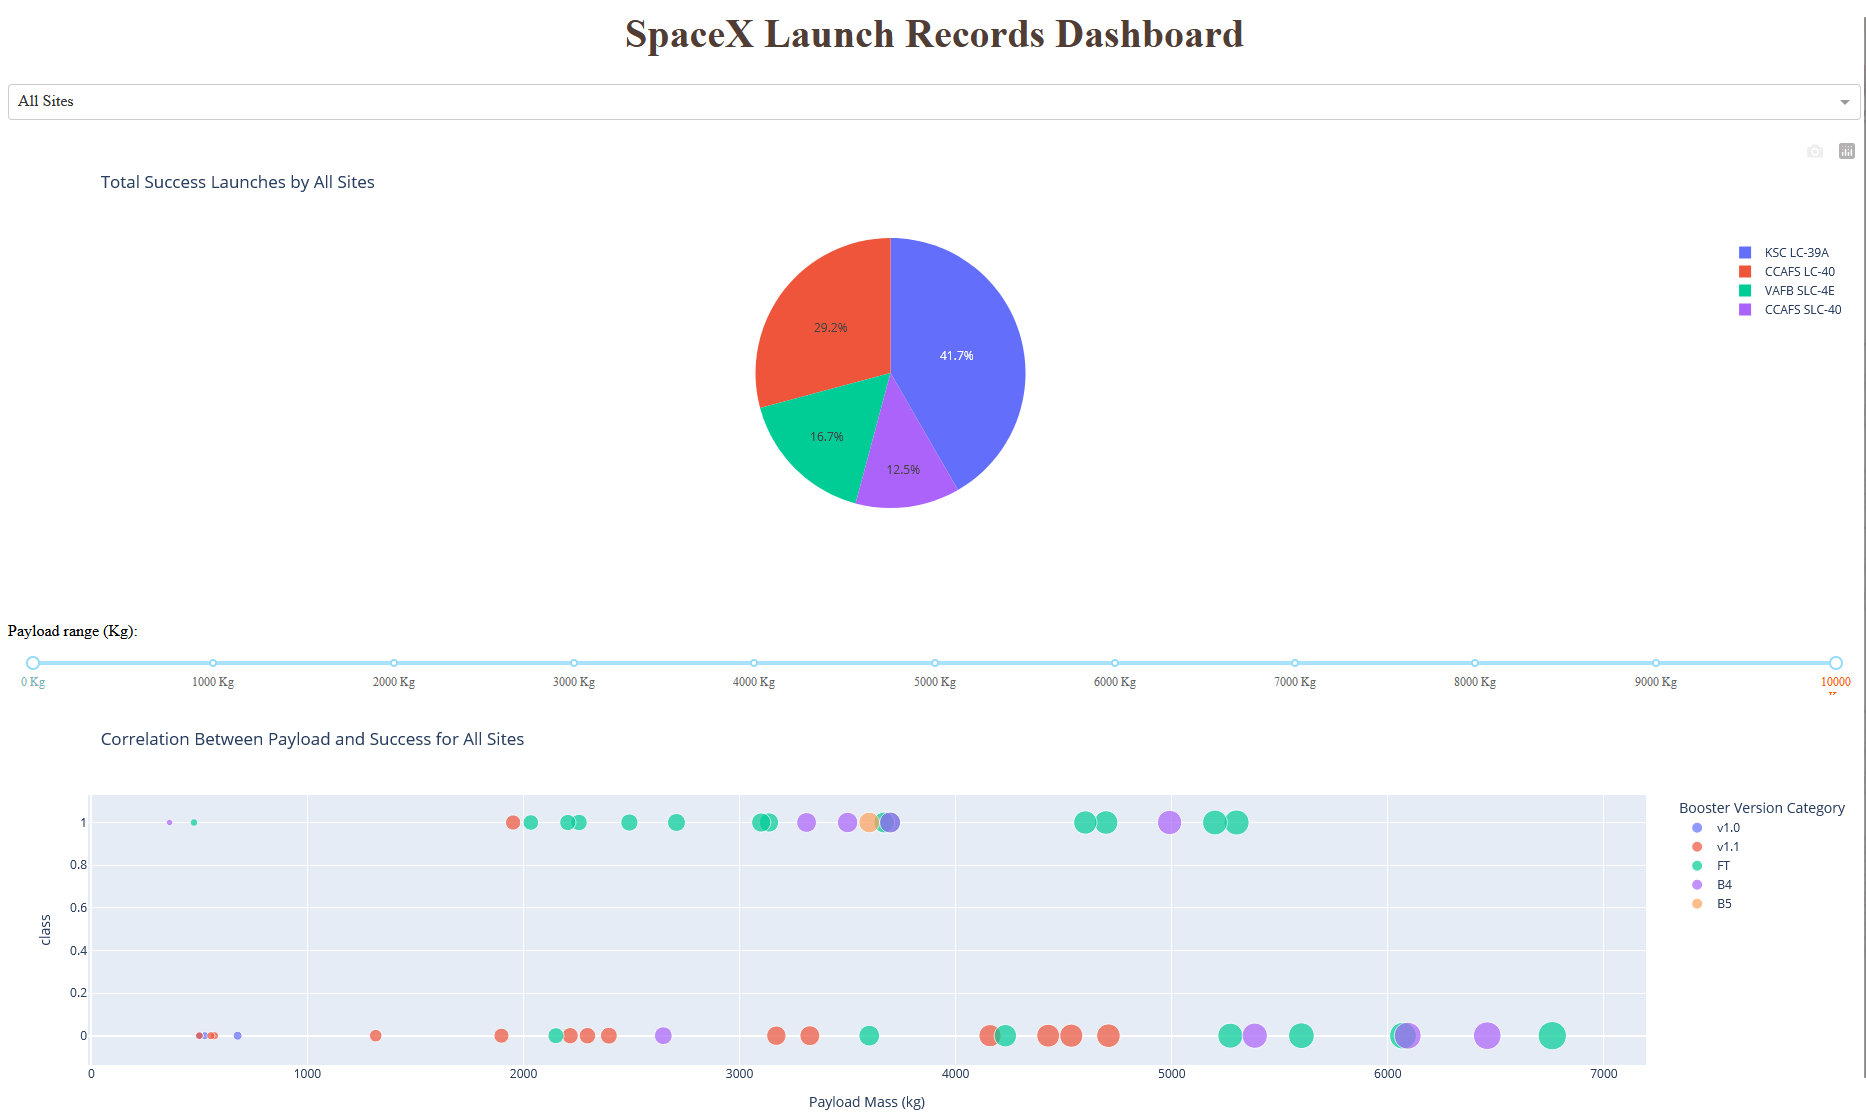 SpaceX Launch Records Dashboard
All Sites
Total Success Launches by All Sites
KSC LC-39A
CCAFS LC-40
VAFB SLC-4E
CCAFS SLC-40
29.2%
41.7%
16.7%
12.5%
Payload range (Kg):
0 Kg 1000 Kg 2000 Kg 3000 Kg 4000 Kg 5000 Kg 6000 Kg 7000 Kg 8000 Kg 9000 Kg 10000
Correlation Between Payload and Success for All Sites
Booster Version Category
v1.0
v1.1
FT
B4
B5
1
0.8
0.6
0.4
0.2
0
class
0 1000 2000 3000 4000 5000 6000 7000
Payload Mass (kg)